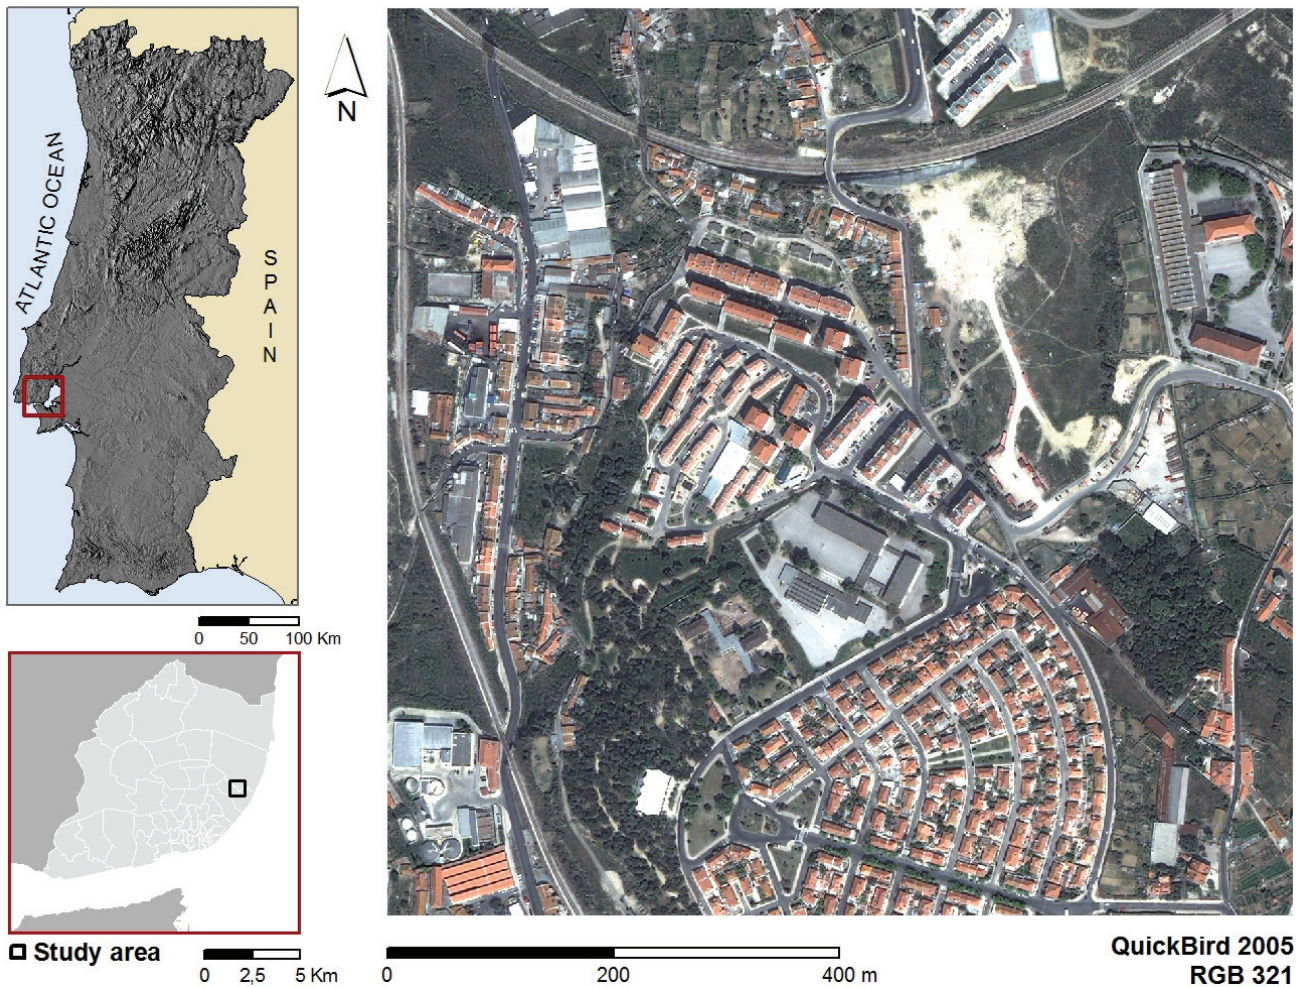 ATLANTIC OCEAN
SPAIN
N
0 50 100 Km
Study area
0 2,5 5 Km
0 200 400 m
QuickBird 2005
RGB 321